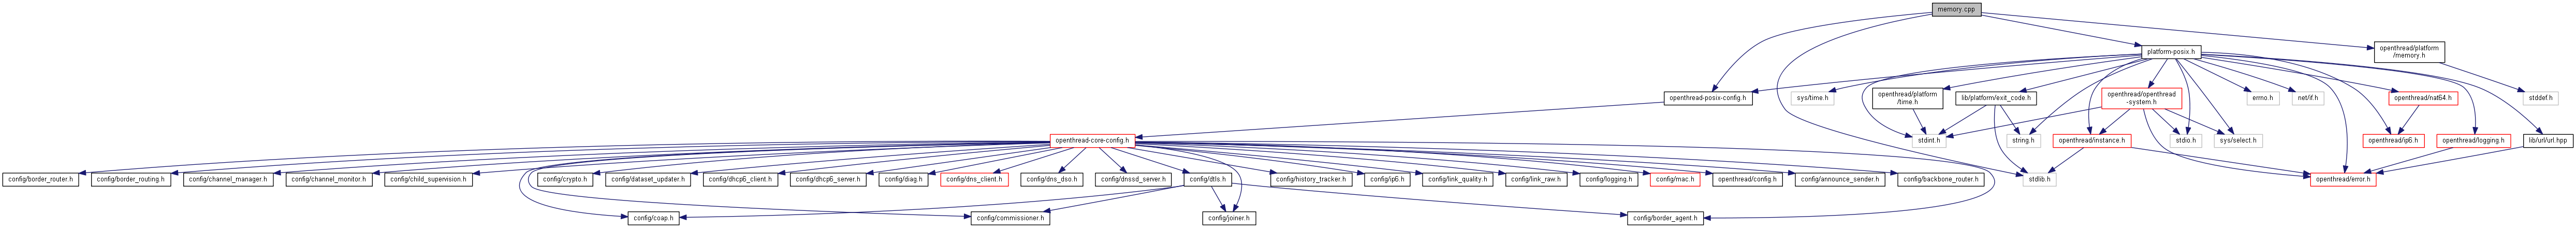 memory.cpp
platform-posix.h
openthread/platform
/memory.h
openthread-posix-config.h
sys/time.h
openthread/platform
/time.h
lib/platform/exit_code.h
openthread/openthread
-system.h
errno.h
net/if.h
openthread/nat64.h
stddef.h
openthread-core-config.h
stdint.h
string.h
openthread/instance.h
stdio.h
sys/select.h
openthread/ip6.h
openthread/logging.h
lib/url/url.hpp
config/border_router.h
config/border_routing.h
config/channel_manager.h
config/channel_monitor.h
config/child_supervision.h
config/crypto.h
config/dataset_updater.h
config/dhcp6_client.h
config/dhcp6_server.h
config/diag.h
config/dns_client.h
config/dns_dso.h
config/dnssd_server.h
config/dtls.h
config/history_tracker.h
config/ip6.h
config/link_quality.h
config/link_raw.h
config/logging.h
config/mac.h
openthread/config.h
config/announce_sender.h
config/backbone_router.h
stdlib.h
openthread/error.h
config/coap.h
config/commissioner.h
config/joiner.h
config/border_agent.h